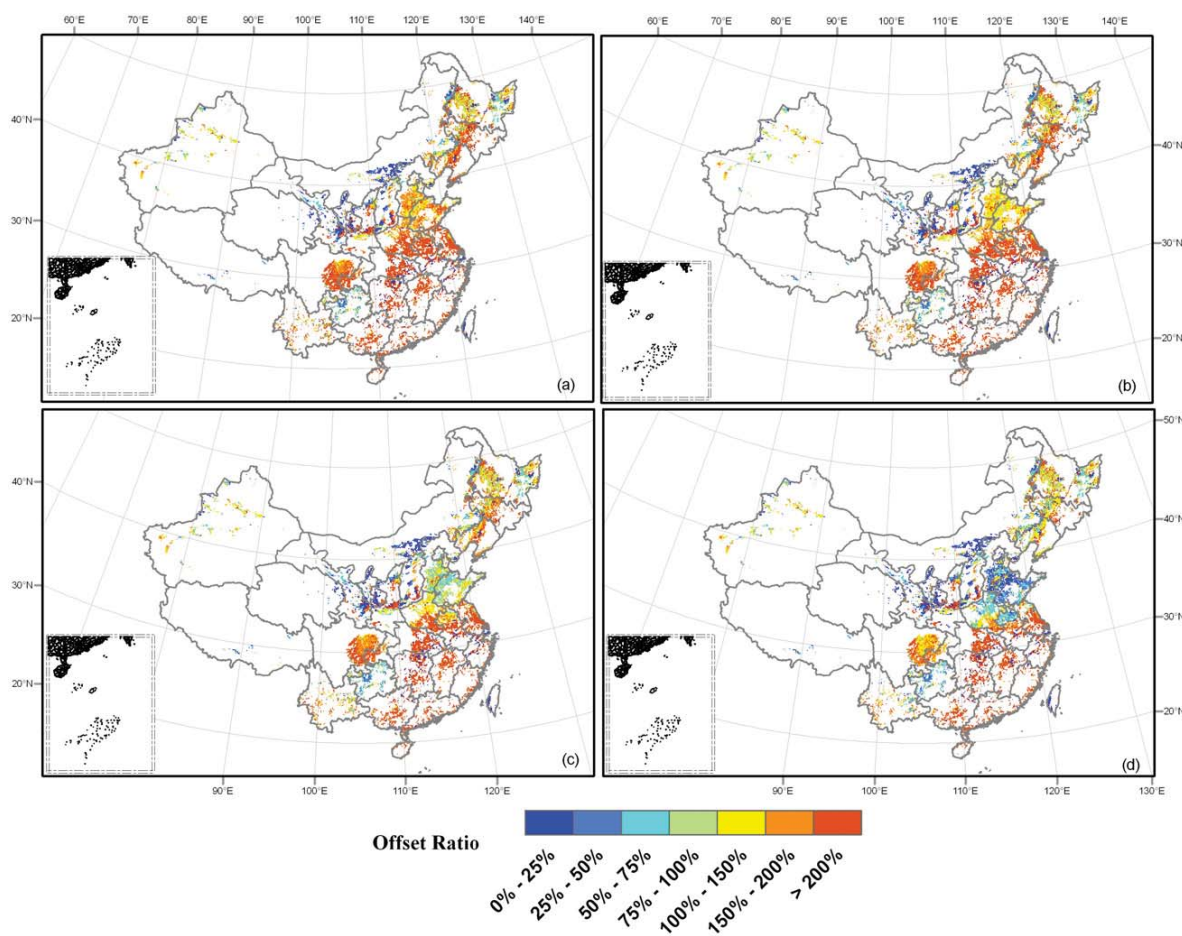 60°E 70°E 80°E 90°E 100°E 110°E 120°E 130°E 140°E 60°E 70°E 80°E 90°E 100°E 110°E 120°E 130°E 140°E
40°N
30°N
20°N
(a)
40°N
30°N
20°N
(b)
40°N
30°N
20°N
(c)
50°N
40°N
30°N
20°N
(d)
90°E 100°E 110°E 120°E 90°E 100°E 110°E 120°E 130°E
Offset Ratio
0% - 25%
25% - 50%
50% - 75%
75% - 100%
100% - 150%
150% - 200%
> 200%